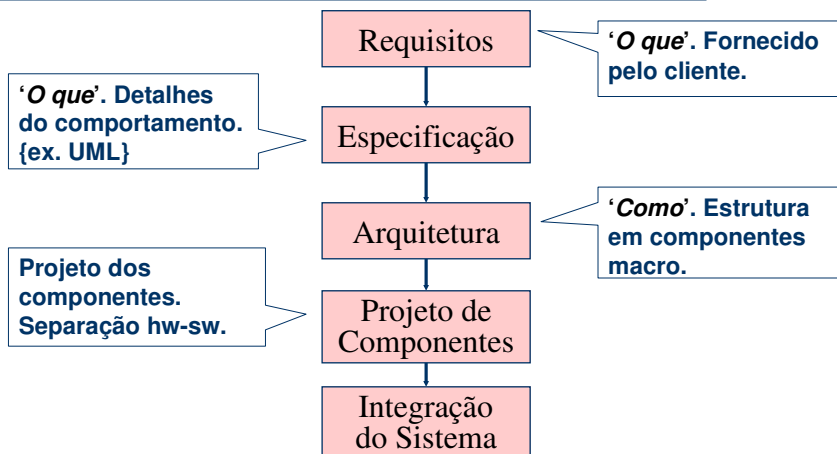 Requisitos
‘O que’. Fornecido
pelo cliente.
‘O que’. Detalhes
do comportamento.
{ex. UML}
Especificação
Arquitetura
‘Como’. Estrutura
em componentes
macro.
Projeto dos
componentes.
Separação hw-sw.
Projeto de
Componentes
Integração
do Sistema